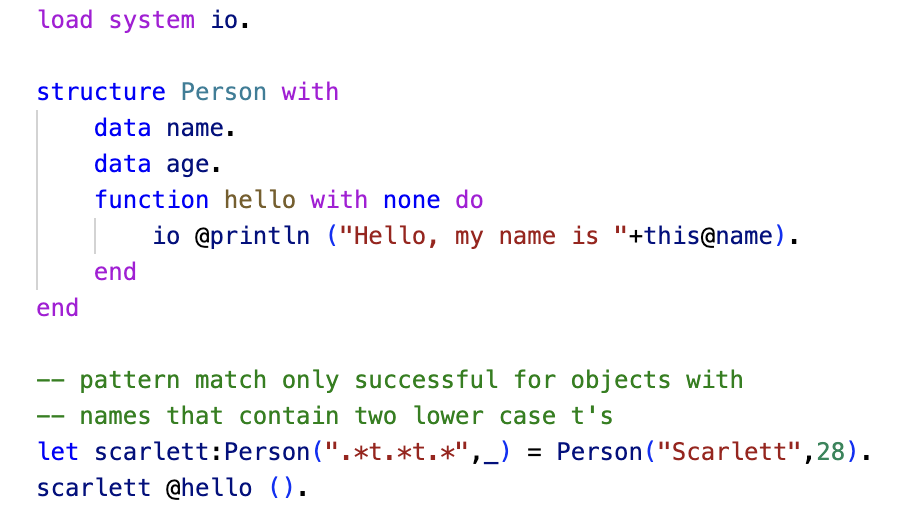 load system io.
structure Person with
data name.
data age.
function hello with none do
io @println ("Hello, my name is "+this@name).
end
end
-- pattern match only successful for objects with
-- names that contain two lower case t's
let scarlett:Person(".*t.*t.*",_) = Person("Scarlett",28).
scarlett @hello ().